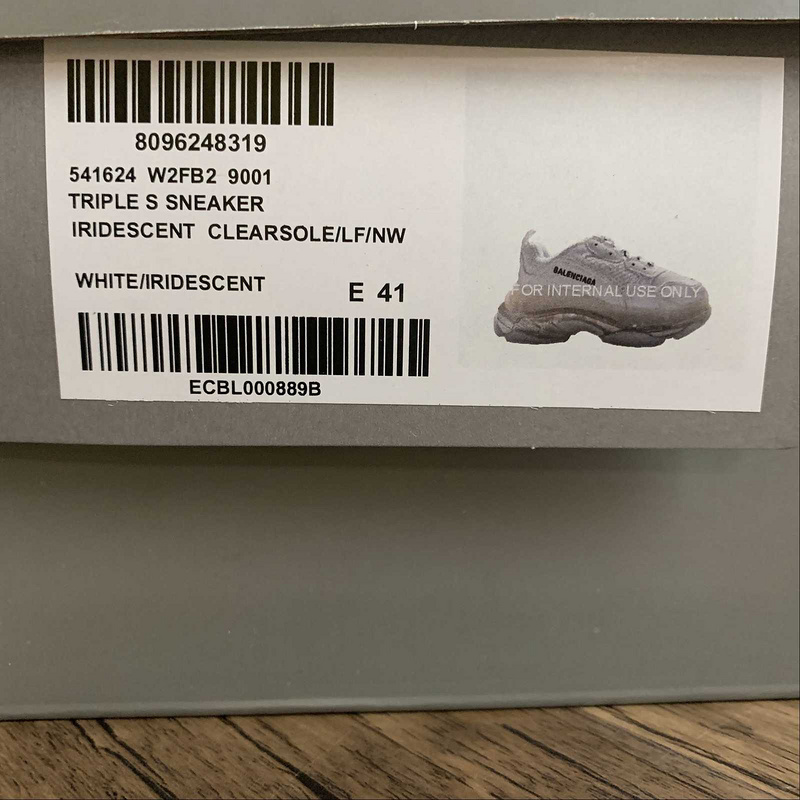 8096248319
541624 W2FB2 9001
TRIPLE S SNEAKER
IRIDESCENT CLEARSOLE/LF/NW
WHITE/IRIDESCENT
E 41
ECBL000889B
BALENCIAGA
FOR INTERNAL USE ONLY